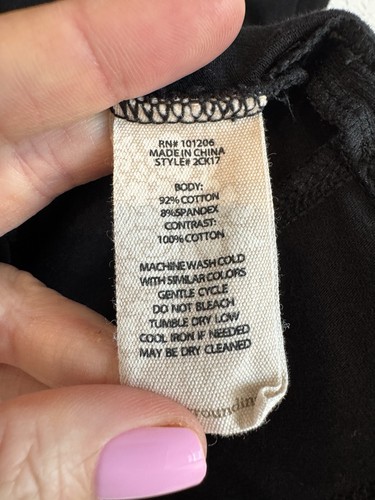 RN# 101206
MADE IN CHINA
STYLE# 2CK17
BODY:
92% COTTON
8%SPANDEX
CONTRAST:
100% COTTON
MACHINE WASH COLD
WITH SIMILAR COLORS
GENTLE CYCLE
DO NOT BLEACH
TUMBLE DRY LOW
COOL IRON IF NEEDED
MAY BE DRY CLEANED